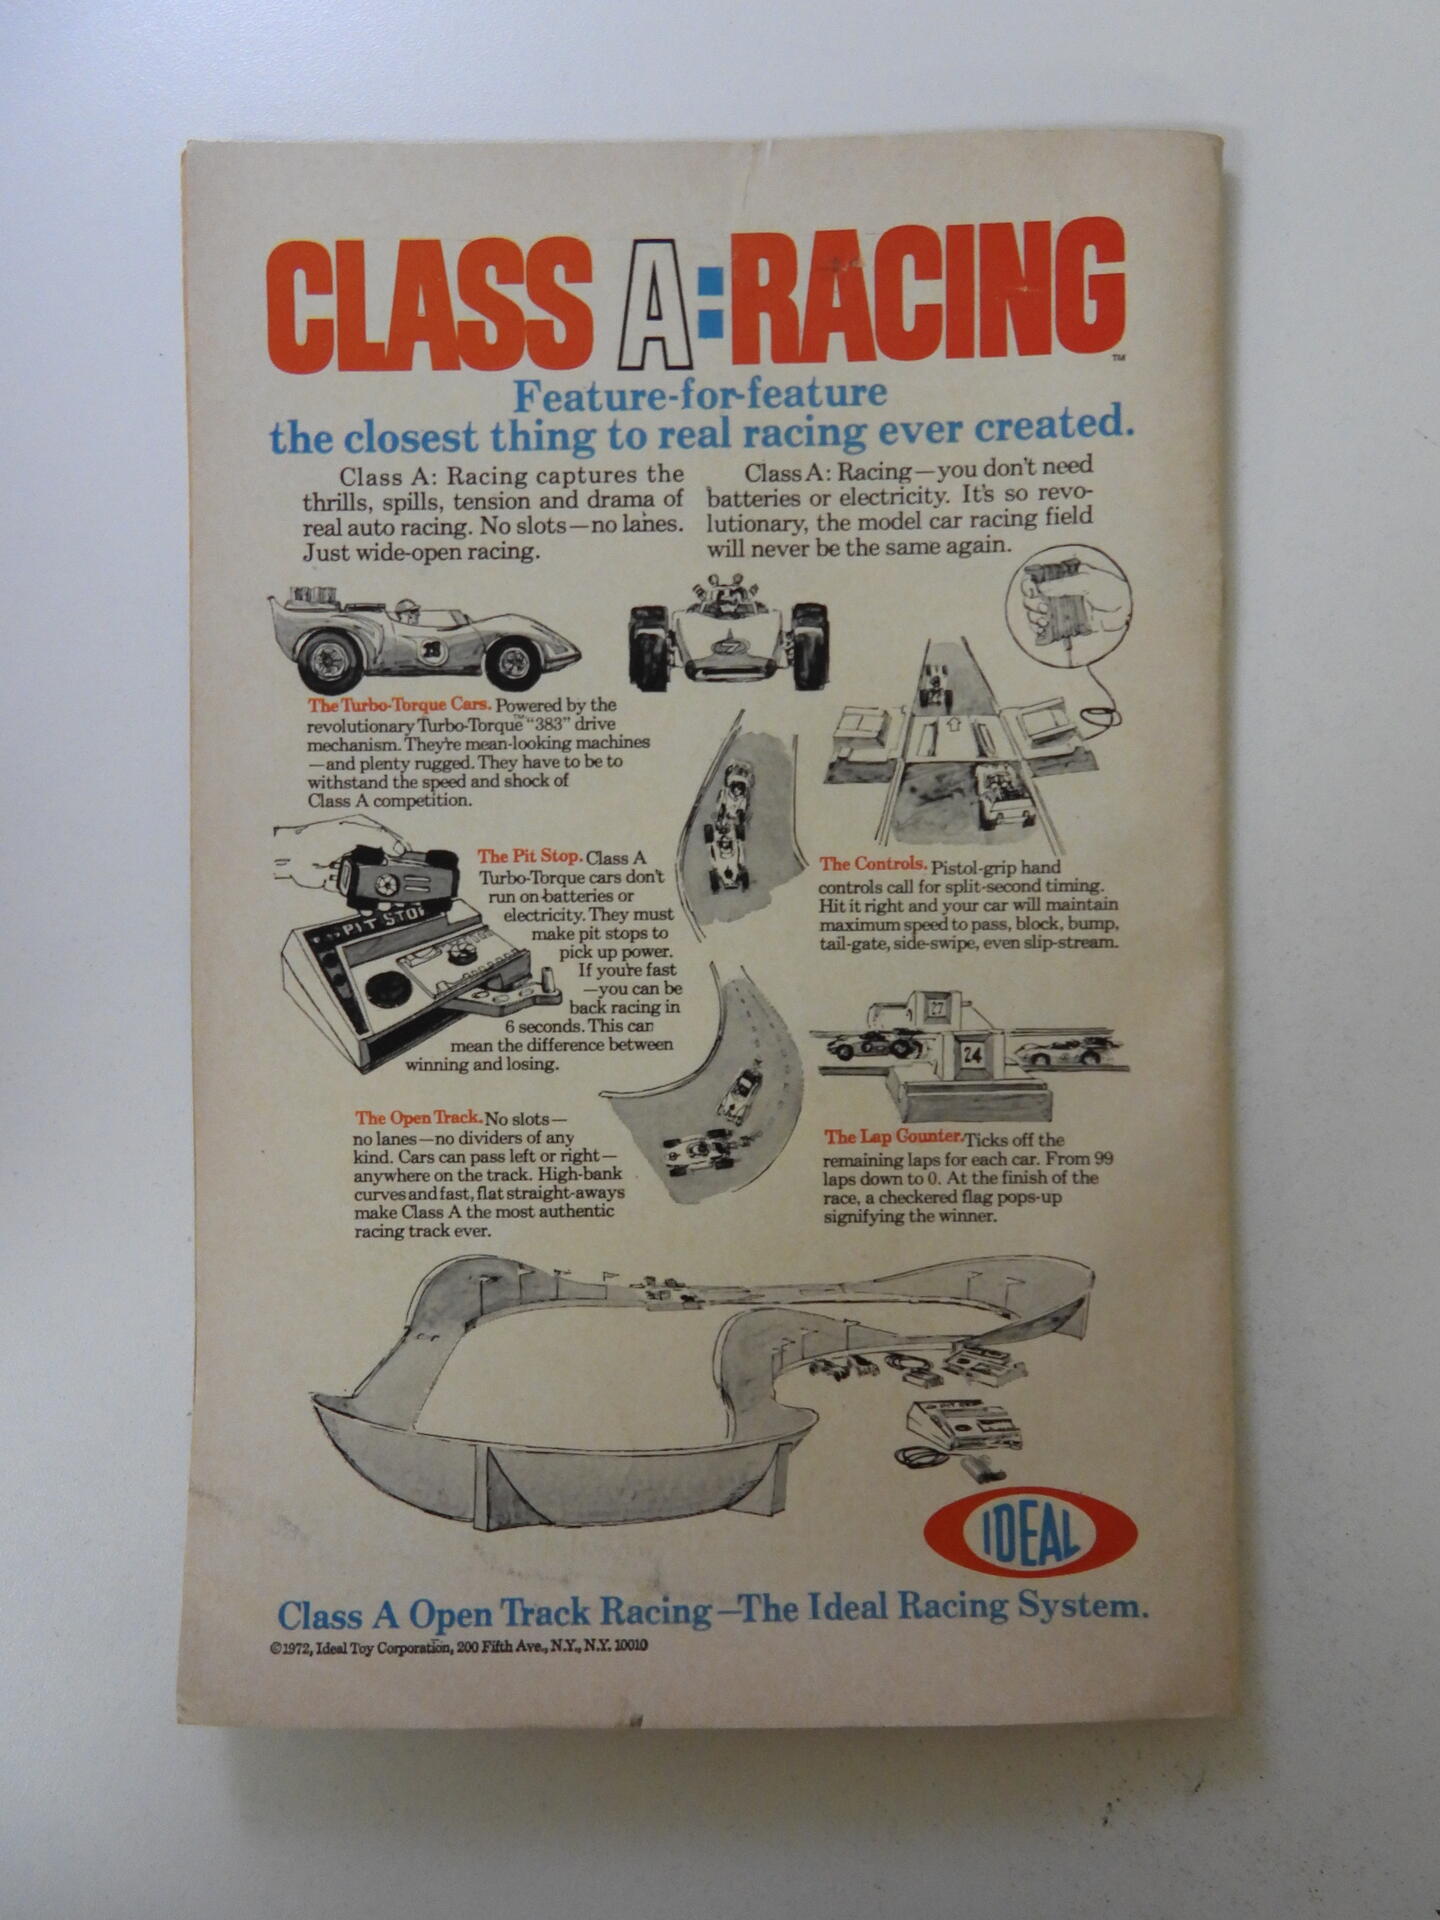 CLASS A:RACING
TM
Feature-for-feature
the closest thing to real racing ever created.
Class A: Racing captures the
thrills, spills, tension and drama of
real auto racing. No slots—no lanes.
Just wide-open racing.
Class A: Racing—you don't need
batteries or electricity. It's so revo-
lutionary, the model car racing field
will never be the same again.
The Turbo-Torque Cars. Powered by the
revolutionary Turbo-Torque™ "383" drive
mechanism. They're mean-looking machines
—and plenty rugged. They have to be to
withstand the speed and shock of
Class A competition.
PIT STOP
The Pit Stop. Class A
Turbo-Torque cars don't
run on batteries or
electricity. They must
make pit stops to
pick up power.
If you're fast
—you can be
back racing in
6 seconds. This can
mean the difference between
winning and losing.
The Controls. Pistol-grip hand
controls call for split-second timing.
Hit it right and your car will maintain
maximum speed to pass, block, bump,
tail-gate, side-swipe, even slip-stream.
27
24
The Open Track. No slots—
no lanes—no dividers of any
kind. Cars can pass left or right—
anywhere on the track. High-bank
curves and fast, flat straight-aways
make Class A the most authentic
racing track ever.
The Lap Counter. Ticks off the
remaining laps for each car. From 99
laps down to 0. At the finish of the
race, a checkered flag pops-up
signifying the winner.
IDEAL
Class A Open Track Racing—The Ideal Racing System.
©1972, Ideal Toy Corporation, 200 Fifth Ave., N.Y., N.Y. 10010